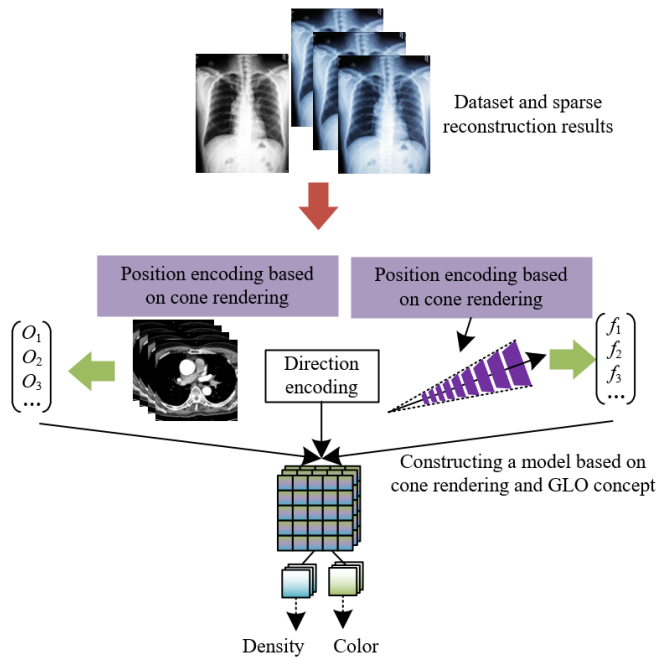 Dataset and sparse
reconstruction results
Position encoding based
on cone rendering
Position encoding based
on cone rendering
O1
O2
O3
...
Direction
encoding
f1
f2
f3
...
Constructing a model based on
cone rendering and GLO concept
Density
Color